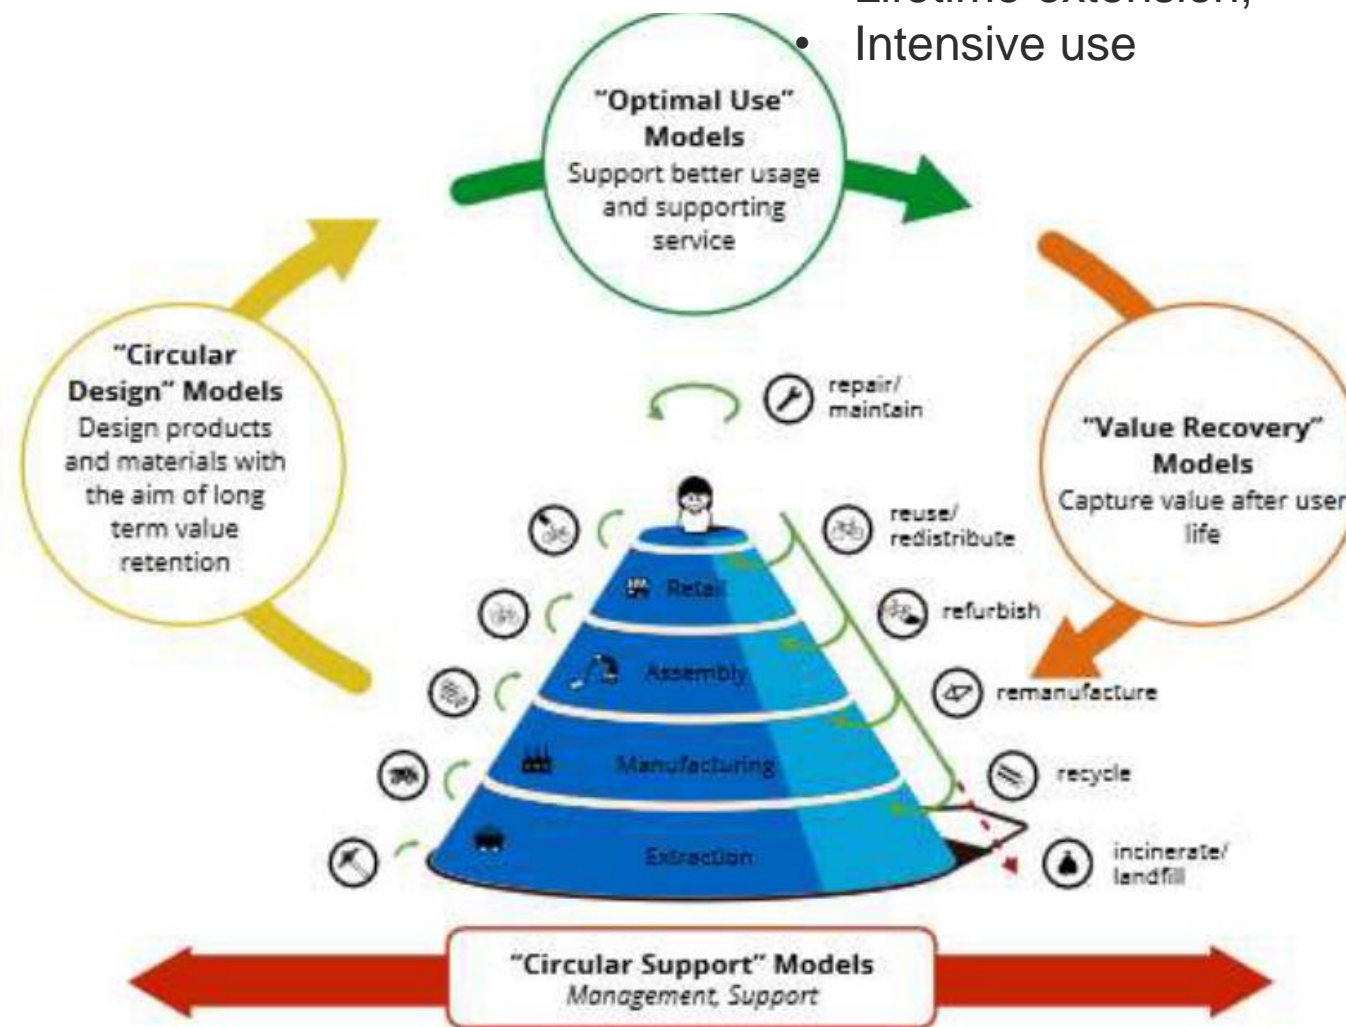 Lifetime extension,
• Intensive use
“Optimal Use”
Models
Support better usage
and supporting
service
“Circular
Design” Models
Design products
and materials with
the aim of long
term value
retention
“Value Recovery”
Models
Capture value after user
life
repair/
maintain
reuse/
redistribute
refurbish
remanufacture
recycle
incinerate/
landfill
Retail
Assembly
Manufacturing
Extraction
“Circular Support” Models
Management, Support